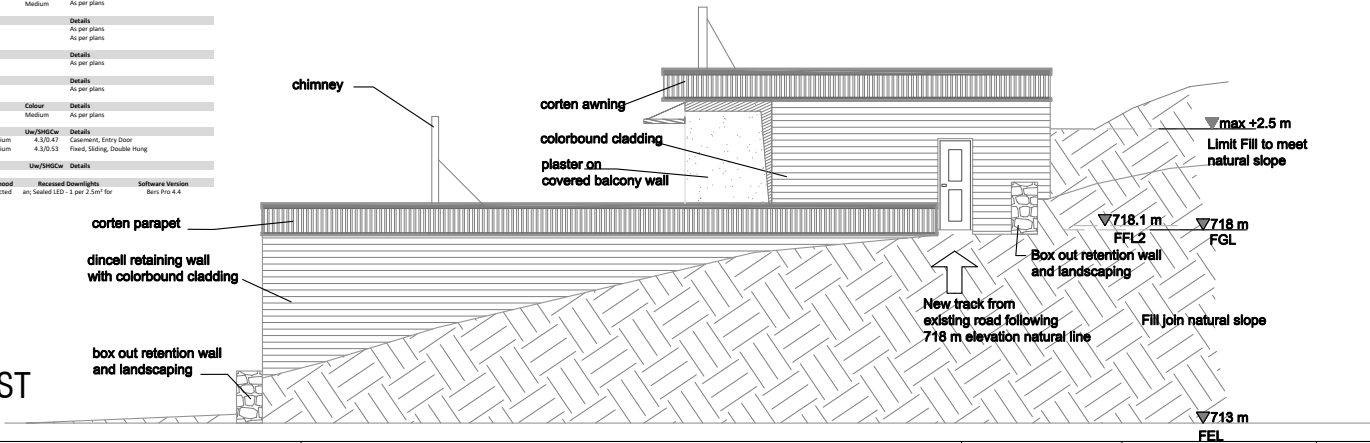 Medium As per plans
Details
As per plans
As per plans
Details
As per plans
Details
As per plans
Colour Details
Medium As per plans
Uw/SHGCw Details
ium 4.3/0.47 Casement, Entry Door
ium 4.3/0.53 Fixed, Sliding, Double Hung
Uw/SHGCw Details
hood Recessed Downlights Software Version
cted an; Sealed LED - 1 per 2.5m² for Bers Pro 4.4
chimney
corten awning
colorbound cladding
plaster on
covered balcony wall
max +2.5 m
Limit Fill to meet
natural slope
corten parapet
dincell retaining wall
with colorbound cladding
718.1 m
FFL2
718 m
FGL
Box out retention wall
and landscaping
New track from
existing road following
718 m elevation natural line
Fill join natural slope
box out retention wall
and landscaping
ST
713 m
FEL